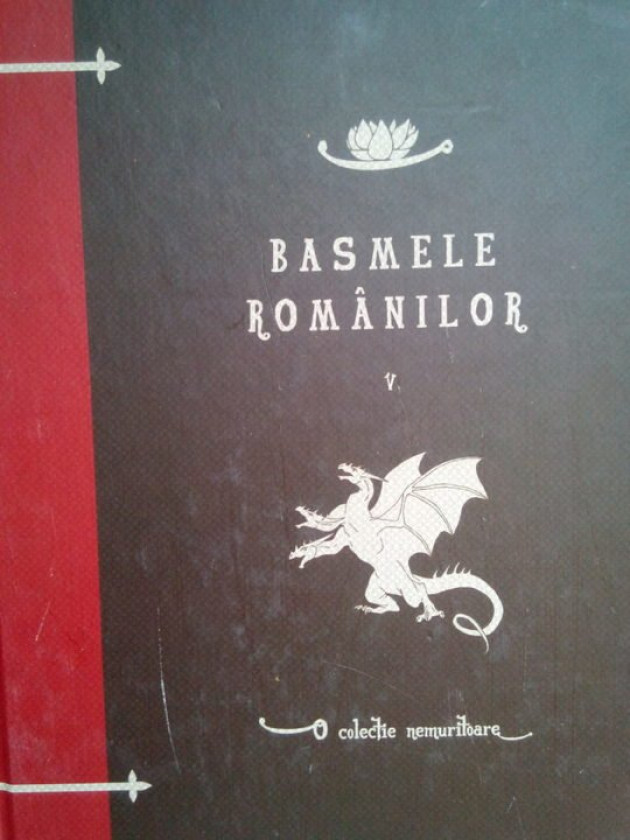 BASMELE
ROMÂNILOR
V
O colecție nemuritoare